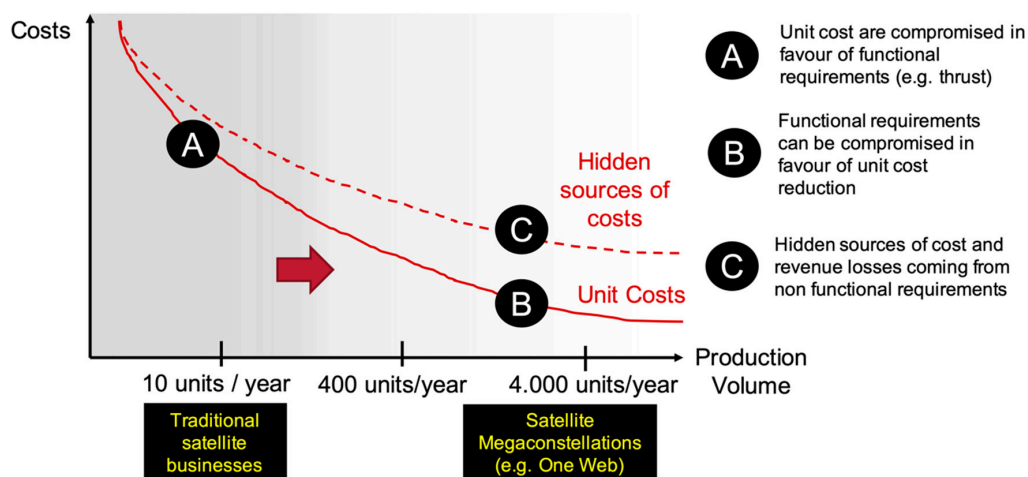 Costs
A
Unit cost are compromised in
favour of functional
requirements (e.g. thrust)
A
B
Functional requirements
can be compromised in
favour of unit cost
reduction
Hidden
sources of
costs
C
C
Hidden sources of cost and
revenue losses coming from
non functional requirements
B
Unit Costs
Production
Volume
10 units / year
400 units/year
4.000 units/year
Traditional
satellite
businesses
Satellite
Megaconstellations
(e.g. One Web)